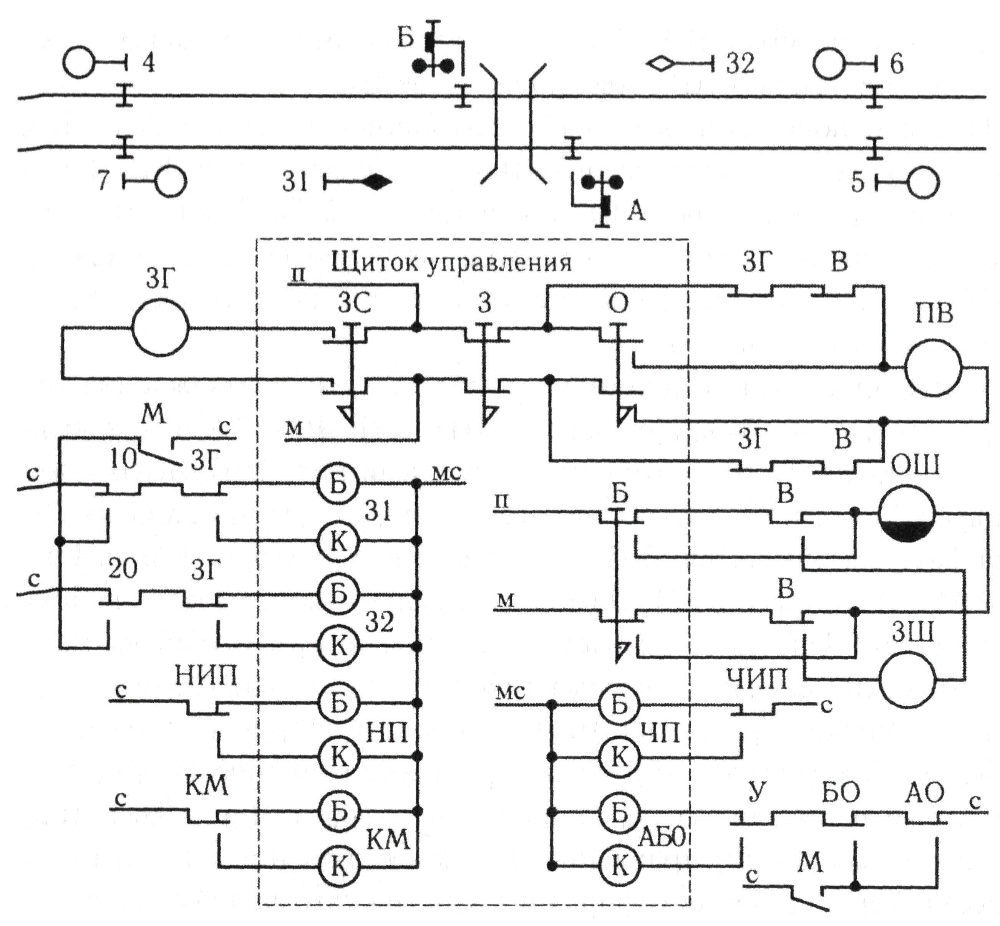 Б
4
32
6
7
31
5
А
Щиток управления
п
ЗГ
ЗС
З
О
ЗГ
В
ПВ
М
с
м
ЗГ
В
10
ЗГ
с
Б
мс
ОШ
31
п
Б
В
К
20
ЗГ
с
Б
м
В
32
ЗШ
К
НИП
с
Б
мс
Б
ЧИП
с
НП
ЧП
К
К
КМ
с
Б
Б
У
БО
АО
с
КМ
АБО
К
К
М
с